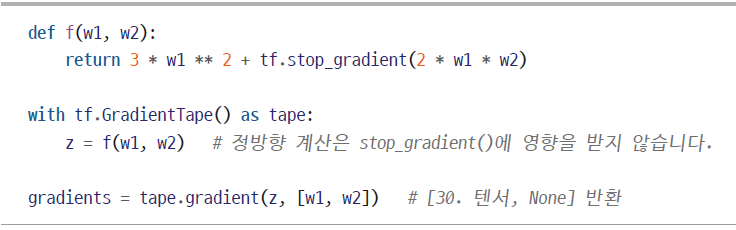 def f(w1, w2):
    return 3 * w1 ** 2 + tf.stop_gradient(2 * w1 * w2)
with tf.GradientTape() as tape:
    z = f(w1, w2)   # 정방향 계산은 stop_gradient()에 영향을 받지 않습니다.
gradients = tape.gradient(z, [w1, w2])   # [30. 텐서, None] 반환